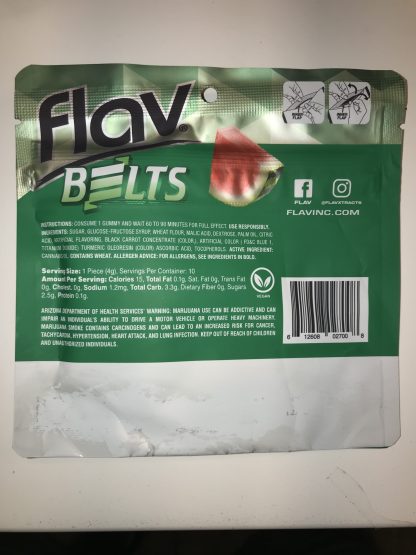 flav®
BELTS
FLAV
@FLAVXTRACTS
FLAVINC.COM
INSTRUCTIONS: CONSUME 1 GUMMY AND WAIT 60 TO 90 MINUTES FOR FULL EFFECT. USE RESPONSIBLY.
INGREDIENTS: SUGAR, GLUCOSE-FRUCTOSE SYRUP, WHEAT FLOUR, MALIC ACID, DEXTROSE, PALM OIL, CITRIC
ACID, ARTIFICIAL FLAVORING, BLACK CARROT CONCENTRATE (COLOR), ARTIFICIAL COLOR ( FD&C BLUE 1,
TITANIUM DIOXIDE) TURMERIC OLEORESIN (COLOR) ASCORBIC ACID, TOCOPHEROLS. ACTIVE INGREDIENT:
CANNABIS OIL. CONTAINS WHEAT. ALLERGEN ADVICE: FOR ALLERGENS, SEE INGREDIENTS IN BOLD.
Serving Size: 1 Piece (4g), Servings Per Container: 10
Amount Per Serving: Calories 15, Total Fat 0.1g, Sat. Fat 0g, Trans Fat
0g, Cholest. 0g, Sodium 1.2mg, Total Carb. 3.3g, Dietary Fiber 0g, Sugars
2.5g, Protein 0.1g.
VEGAN
ARIZONA DEPARTMENT OF HEALTH SERVICES' WARNING: MARIJUANA USE CAN BE ADDICTIVE AND CAN
IMPAIR AN INDIVIDUAL'S ABILITY TO DRIVE A MOTOR VEHICLE OR OPERATE HEAVY MACHINERY.
MARIJUANA SMOKE CONTAINS CARCINOGENS AND CAN LEAD TO AN INCREASED RISK FOR CANCER,
TACHYCARDIA, HYPERTENSION, HEART ATTACK, AND LUNG INFECTION. KEEP OUT OF REACH OF CHILDREN
AND UNAUTHORIZED INDIVIDUALS.
6 12608 02700 8